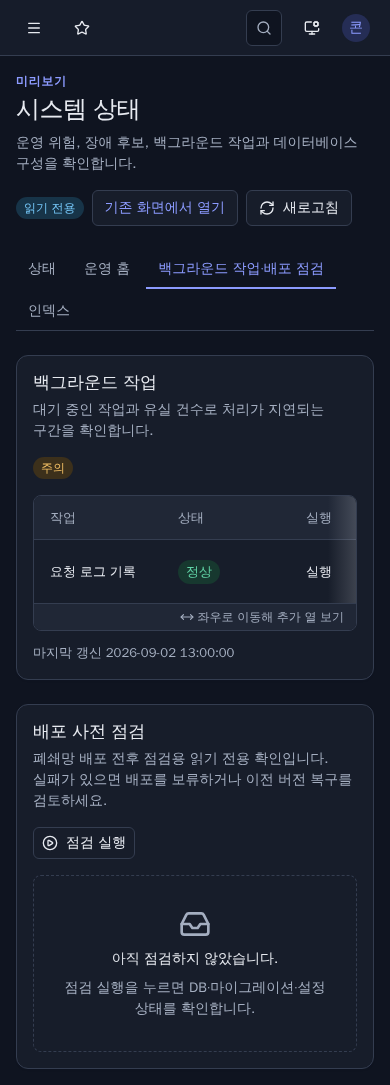 콘
미리보기
시스템 상태
운영 위험, 장애 후보, 백그라운드 작업과 데이터베이스
구성을 확인합니다.
읽기 전용
기존 화면에서 열기
새로고침
상태
운영 홈
백그라운드 작업·배포 점검
인덱스
백그라운드 작업
대기 중인 작업과 유실 건수로 처리가 지연되는
구간을 확인합니다.
주의
작업 상태 실행
요청 로그 기록 정상 실행
좌우로 이동해 추가 열 보기
마지막 갱신 2026-09-02 13:00:00
배포 사전 점검
폐쇄망 배포 전후 점검용 읽기 전용 확인입니다.
실패가 있으면 배포를 보류하거나 이전 버전 복구를
검토하세요.
점검 실행
아직 점검하지 않았습니다.
점검 실행을 누르면 DB·마이그레이션·설정
상태를 확인합니다.